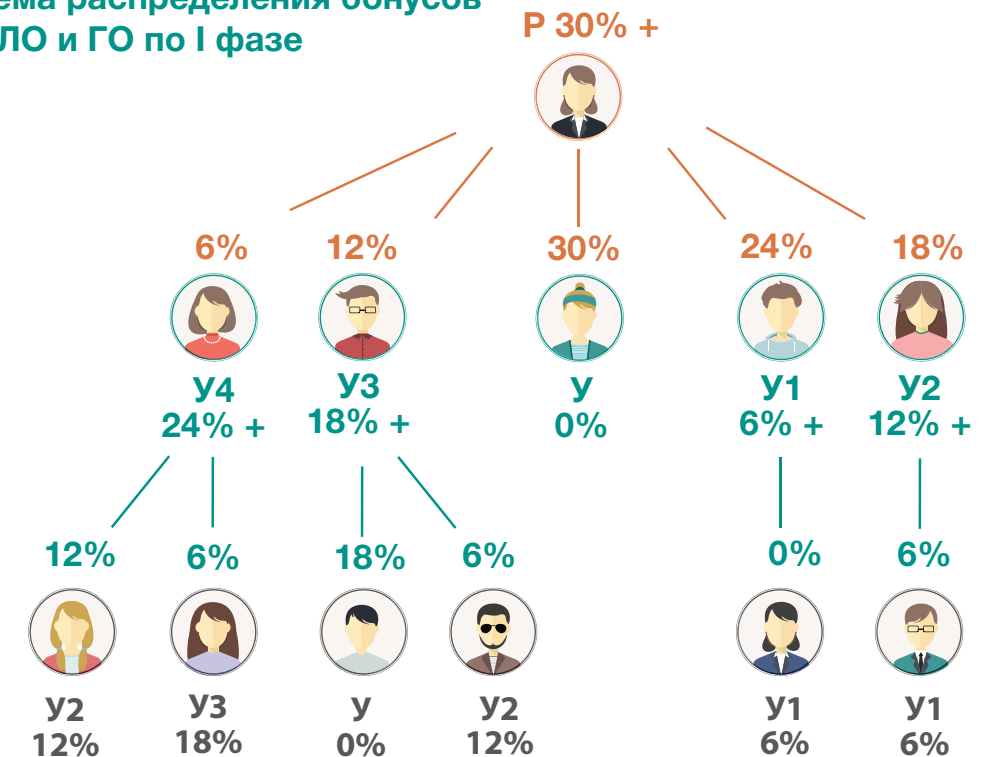 распределения бонусов
ЛО и ГО по I фазе
Р 30% +
6% 12% 30% 24% 18%
У4 У3 У У1 У2
24% + 18% + 0% 6% + 12% +
12% 6% 18% 6% 0% 6%
У2 У3 У У2 У1 У1
12% 18% 0% 12% 6% 6%